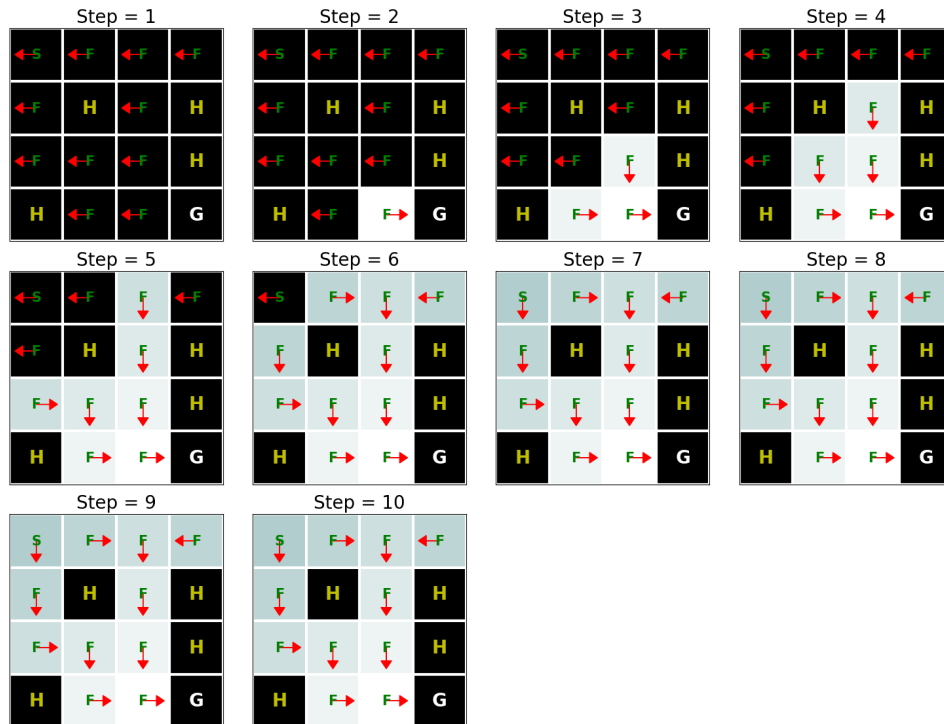 Step = 1 Step = 2 Step = 3 Step = 4
S F F F S F F F S F F F S F F F
F H F H F H F H F H F H F H F H
F F F H F F F H F F F H F F F H
H F F G H F F G H F F G H F F G
Step = 5 Step = 6 Step = 7 Step = 8
S F F F S F F F S F F F S F F F
F H F H F H F H F H F H F H F H
F F F H F F F H F F F H F F F H
H F F G H F F G H F F G H F F G
Step = 9 Step = 10
S F F F S F F F
F H F H F H F H
F F F H F F F H
H F F G H F F G